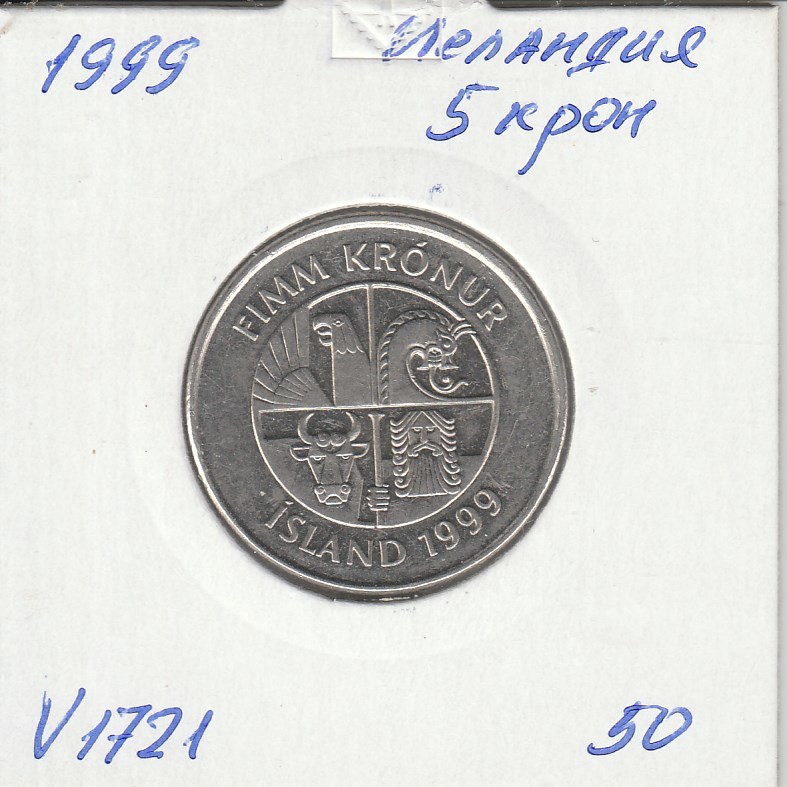 1999
Исландия
5 крон
FIMM KRÓNUR
ÍSLAND 1999
V1721
50